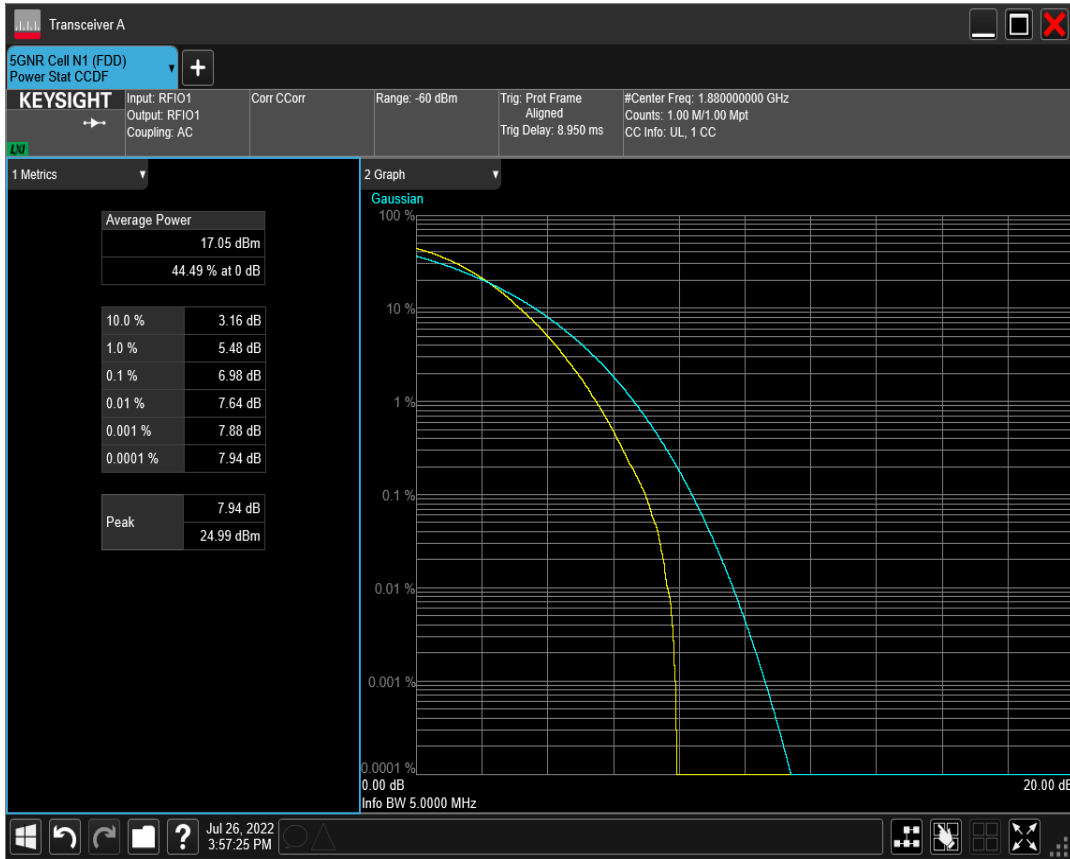 Transceiver A
5GNR Cell N1 (FDD)
Power Stat CCDF
+
KEYSIGHT
LXI
Input: RFIO1
Output: RFIO1
Coupling: AC
Corr CCorr
Range: -60 dBm
Trig: Prot Frame
Aligned
Trig Delay: 8.950 ms
#Center Freq: 1.880000000 GHz
Counts: 1.00 M/1.00 Mpt
CC Info: UL, 1 CC
1 Metrics
Average Power
17.05 dBm
44.49 % at 0 dB
10.0 % 3.16 dB
1.0 % 5.48 dB
0.1 % 6.98 dB
0.01 % 7.64 dB
0.001 % 7.88 dB
0.0001 % 7.94 dB
Peak
7.94 dB
24.99 dBm
2 Graph
Gaussian
100 %
10 %
1 %
0.1 %
0.01 %
0.001 %
0.0001 %
0.00 dB
20.00 dB
Info BW 5.0000 MHz
?
Jul 26, 2022
3:57:25 PM